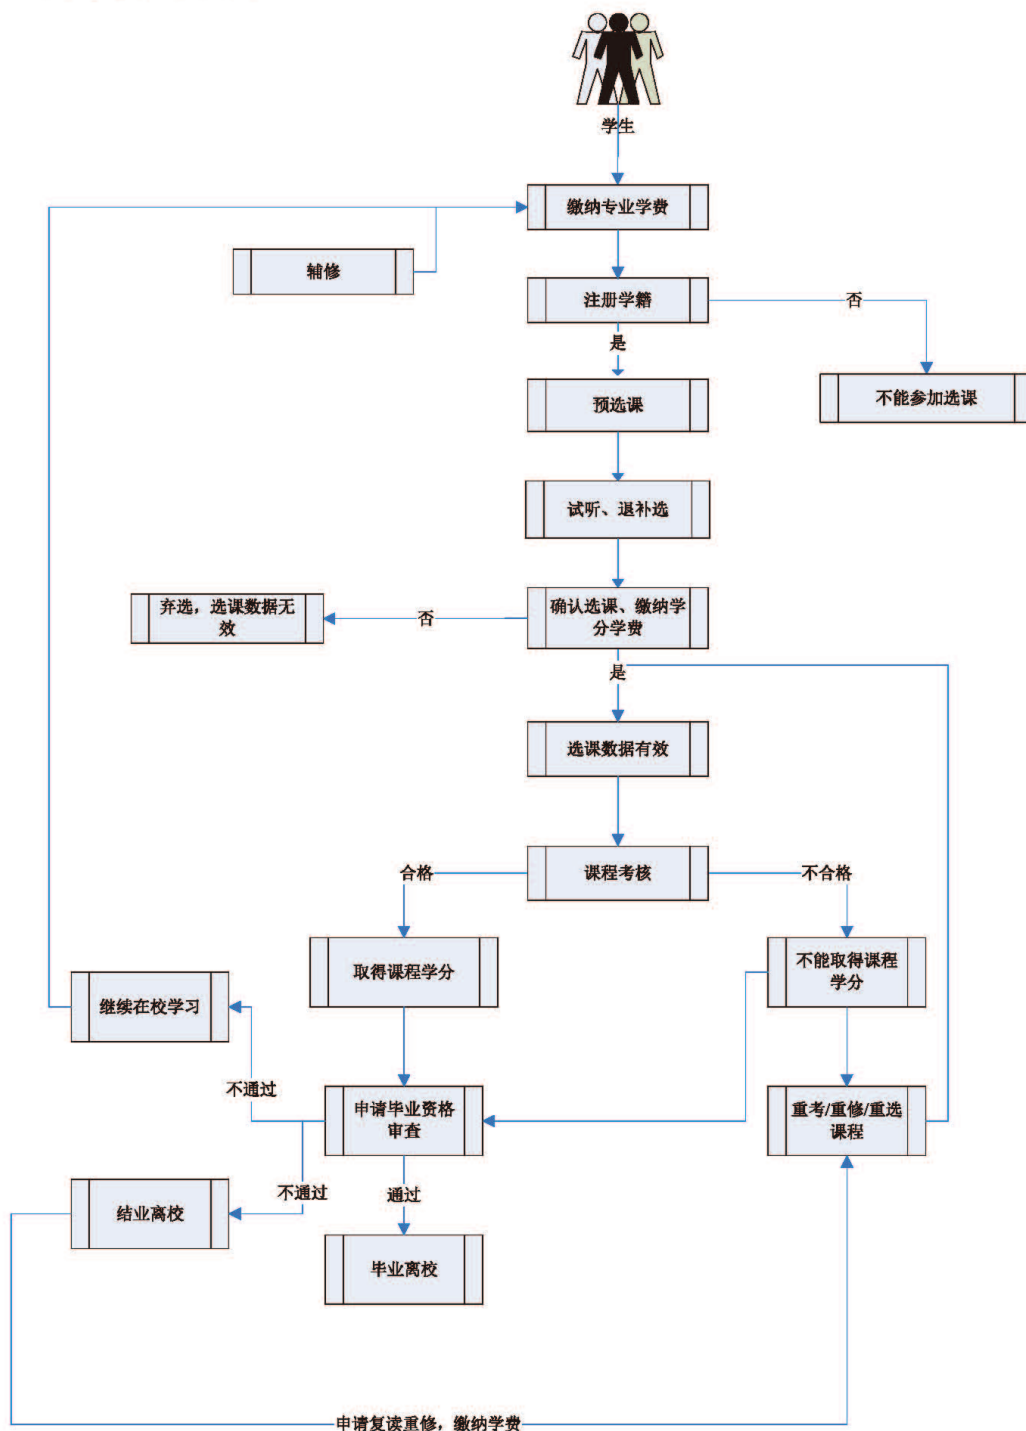 学生
缴纳专业学费
辅修
注册学籍
否
是
预选课
不能参加选课
试听、退补选
弃选，选课数据无
效
否
确认选课、缴纳学
分学费
是
选课数据有效
合格
课程考核
不合格
取得课程学分
不能取得课程
学分
继续在校学习
不通过
申请毕业资格
审查
重考/重修/重选
课程
不通过
通过
结业离校
毕业离校
申请复读重修，缴纳学费